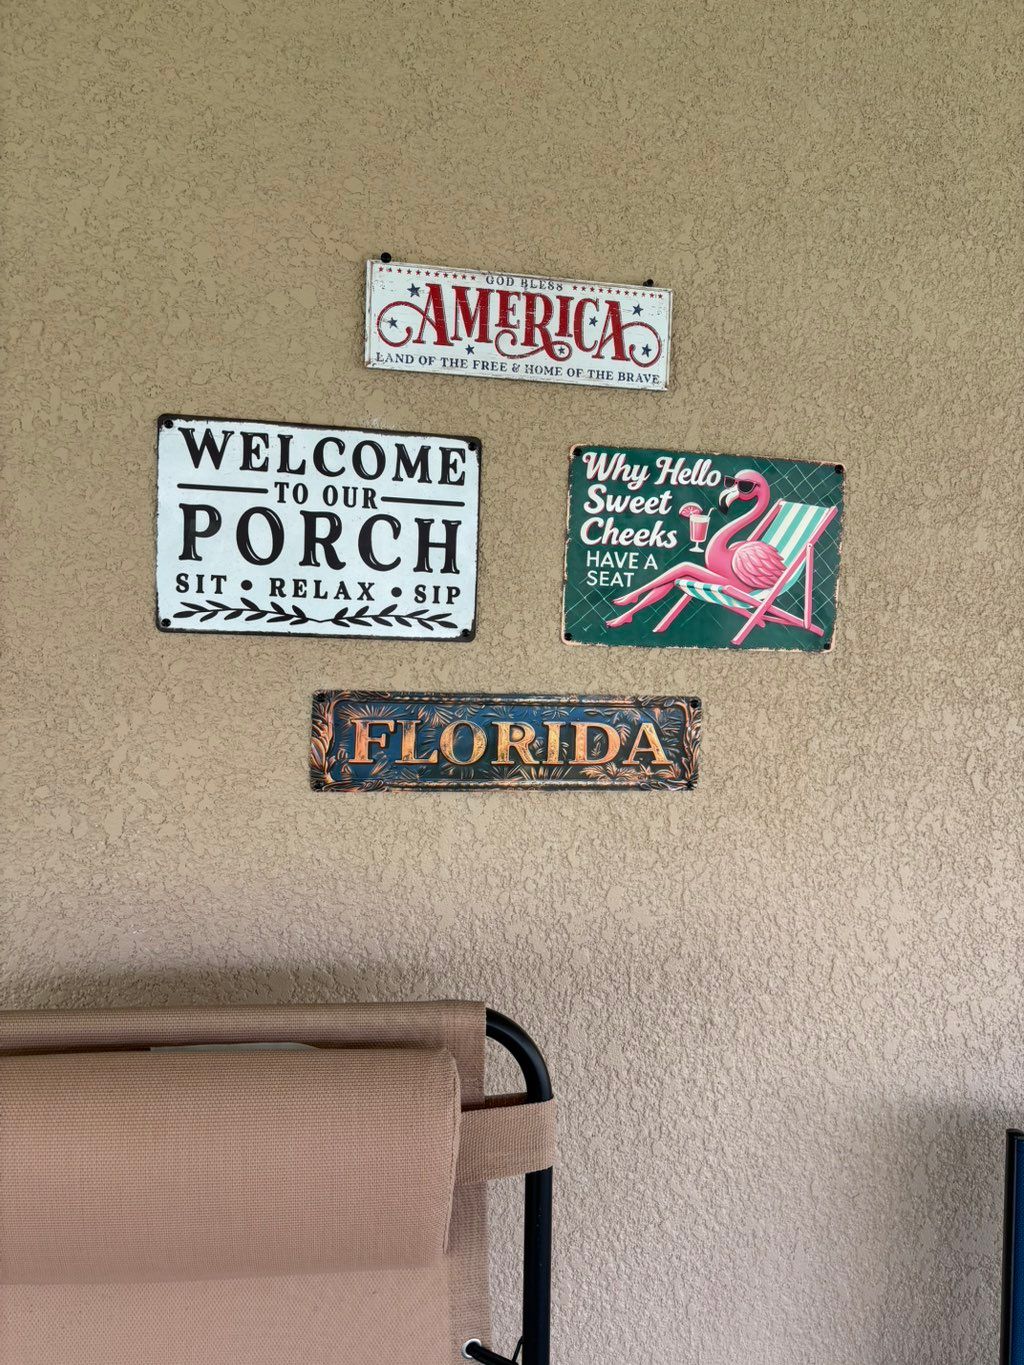 GOD BLESS
AMERICA
LAND OF THE FREE & HOME OF THE BRAVE
WELCOME
TO OUR
PORCH
SIT • RELAX • SIP
Why Hello
Sweet
Cheeks
HAVE A
SEAT
FLORIDA